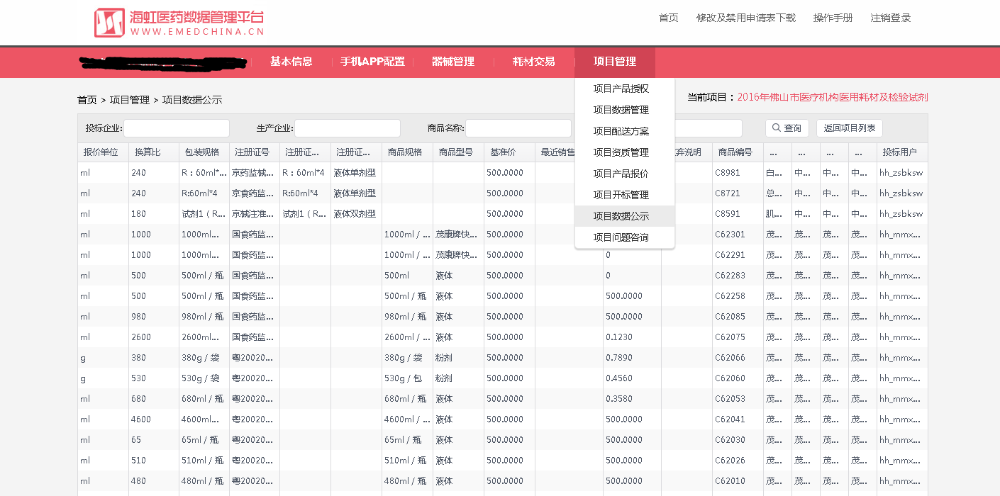 海虹医药数据管理平台
WWW.EMEDCHINA.CN
首页 修改及禁用申请表下载 操作手册 注销登录
基本信息 手机APP配置 器械管理 耗材交易 项目管理
项目产品授权
项目数据管理
项目配送方案
项目资质管理
项目产品报价
项目开标管理
项目数据公示
项目问题咨询
首页 > 项目管理 > 项目数据公示
当前项目：2016年佛山市医疗机构医用耗材及检验试剂
投标企业: 生产企业: 商品名称: 查询 返回项目列表
报价单位 换算比 包装规格 注册证号 注册证... 注册证... 商品规格 商品型号 基准价 最近销售 弃说明 商品编号 ... ... ... ... 投标用户
ml 240 R：60ml*... 京药监械... R：60ml*4 液体单剂型 500.0000 C8981 白... 中... 中... 中... hh_zsbksw
ml 240 R:60ml*4 京食药监... R:60ml*4 液体单剂型 500.0000 C8721 总... 中... 中... 中... hh_zsbksw
ml 180 试剂1（R... 京械注准... 试剂1（R... 液体双剂型 500.0000 C8591 肌... 中... 中... 中... hh_zsbksw
ml 1000 1000ml... 国食药监... 1000ml / ... 茂康牌快... 500.0000 C62301 茂... 茂... 茂... 茂... hh_mmx...
ml 1000 1000ml... 国食药监... 1000ml / ... 茂康牌快... 500.0000 0 C62291 茂... 茂... 茂... 茂... hh_mmx...
ml 500 500ml / 瓶 国食药监... 500ml 液体 500.0000 0 C62283 茂... 茂... 茂... 茂... hh_mmx...
ml 500 500ml / 瓶 国食药监... 500ml / 瓶 液体 500.0000 500.0000 C62258 茂... 茂... 茂... 茂... hh_mmx...
ml 980 980ml / 瓶 国食药监... 980ml / 瓶 液体 500.0000 500.0000 C62085 茂... 茂... 茂... 茂... hh_mmx...
ml 2600 2600ml... 国食药监... 2600ml / ... 液体 500.0000 0.1230 C62075 茂... 茂... 茂... 茂... hh_mmx...
g 380 380g / 袋 粤20020... 380g / 袋 粉剂 500.0000 0.7890 C62066 茂... 茂... 茂... 茂... hh_mmx...
g 530 530g / 袋 粤20020... 530g / 包 粉剂 500.0000 0.4560 C62060 茂... 茂... 茂... 茂... hh_mmx...
ml 680 680ml / 瓶 粤20020... 680ml / 瓶 液体 500.0000 0.3580 C62053 茂... 茂... 茂... 茂... hh_mmx...
ml 4600 4600ml... 粤20020... 4600ml / ... 液体 500.0000 500.0000 C62041 茂... 茂... 茂... 茂... hh_mmx...
ml 65 65ml / 瓶 粤20020... 65ml / 瓶 液体 500.0000 500.0000 C62030 茂... 茂... 茂... 茂... hh_mmx...
ml 510 510ml / 瓶 粤20020... 510ml / 瓶 液体 500.0000 500.0000 C62026 茂... 茂... 茂... 茂... hh_mmx...
ml 480 480ml / 瓶 粤20020... 480ml / 瓶 液体 500.0000 500.0000 C62010 茂... 茂... 茂... 茂... hh_mmx...